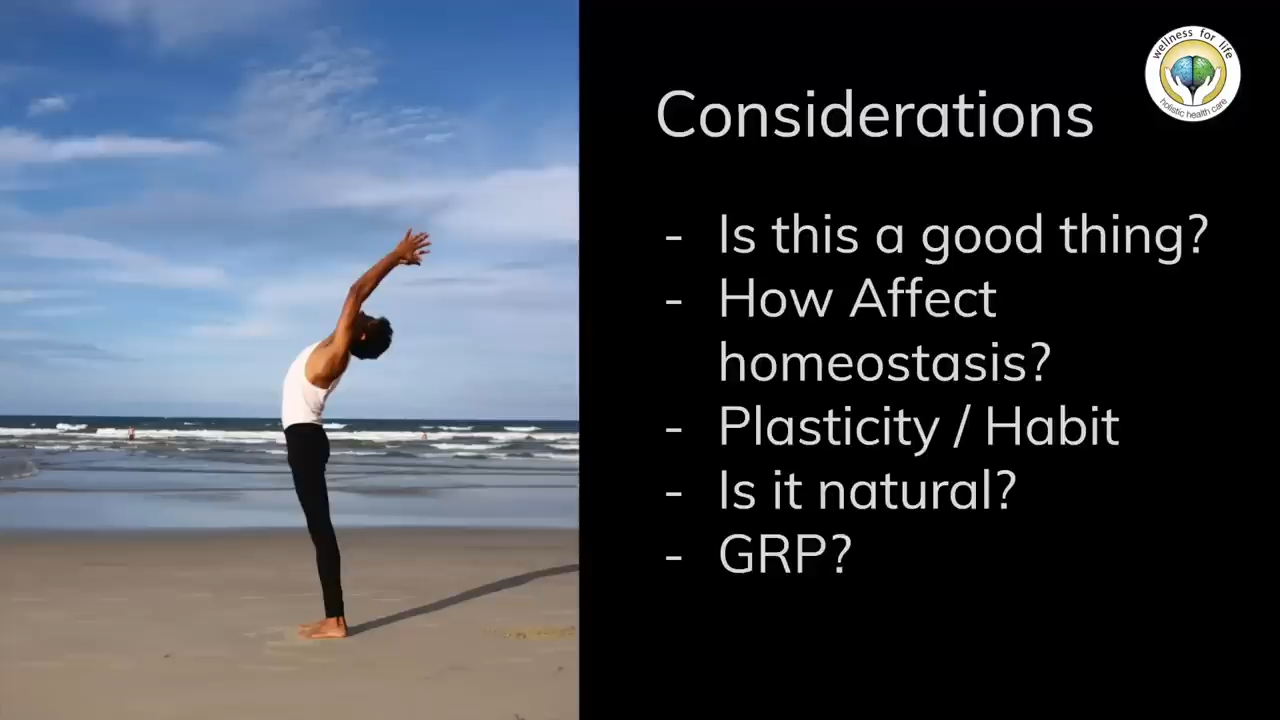 wellness for life
holistic health care
Considerations
- Is this a good thing?
- How Affect
homeostasis?
- Plasticity / Habit
- Is it natural?
- GRP?